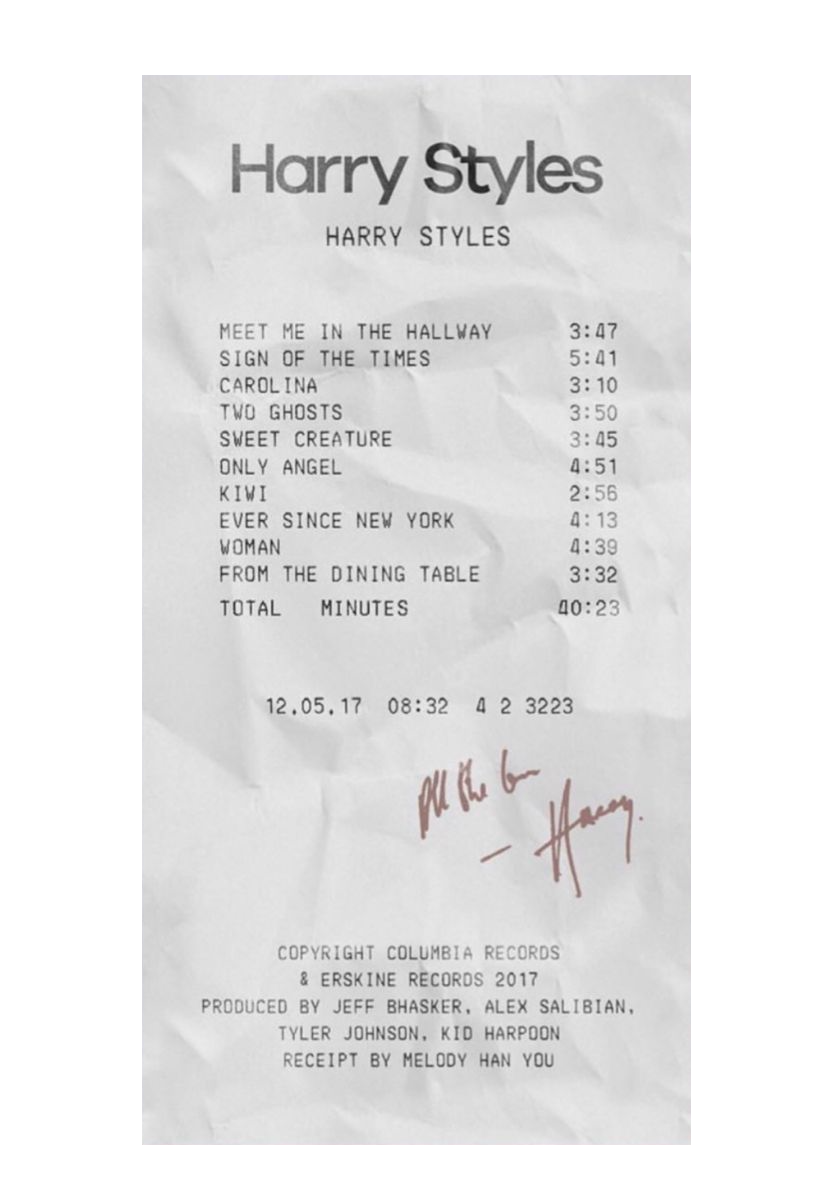 Harry Styles
HARRY STYLES
MEET ME IN THE HALLWAY 3:47
SIGN OF THE TIMES 5:41
CAROLINA 3:10
TWO GHOSTS 3:50
SWEET CREATURE 3:45
ONLY ANGEL 4:51
KIWI 2:56
EVER SINCE NEW YORK 4:13
WOMAN 4:39
FROM THE DINING TABLE 3:32
TOTAL MINUTES 40:23
12.05.17 08:32 4 2 3223
All the
— Harry.
COPYRIGHT COLUMBIA RECORDS
& ERSKINE RECORDS 2017
PRODUCED BY JEFF BHASKER, ALEX SALIBIAN,
TYLER JOHNSON, KID HARPOON
RECEIPT BY MELODY HAN YOU